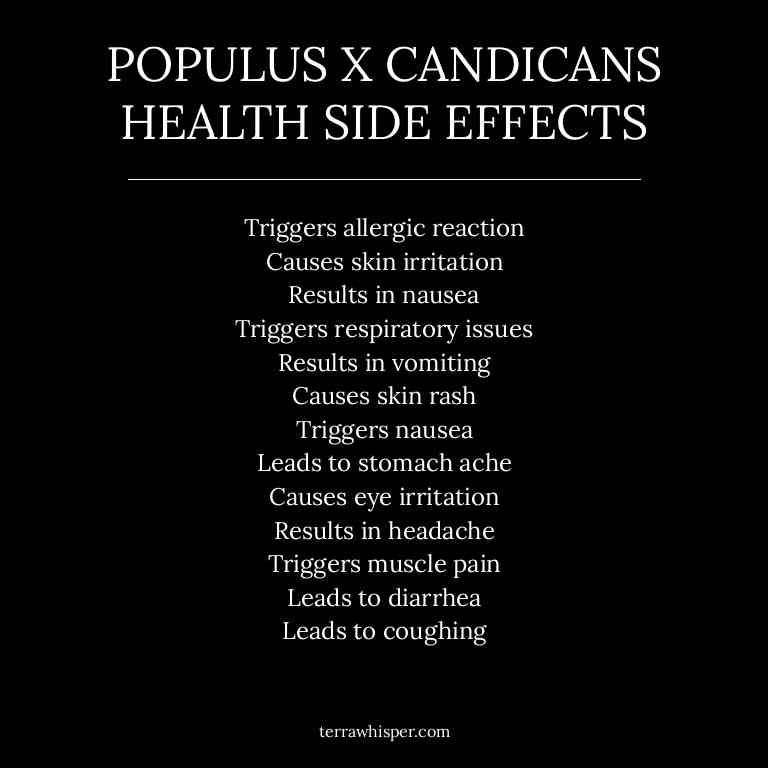 POPULUS X CANDICANS
HEALTH SIDE EFFECTS
Triggers allergic reaction
Causes skin irritation
Results in nausea
Triggers respiratory issues
Results in vomiting
Causes skin rash
Triggers nausea
Leads to stomach ache
Causes eye irritation
Results in headache
Triggers muscle pain
Leads to diarrhea
Leads to coughing
terrawhisper.com